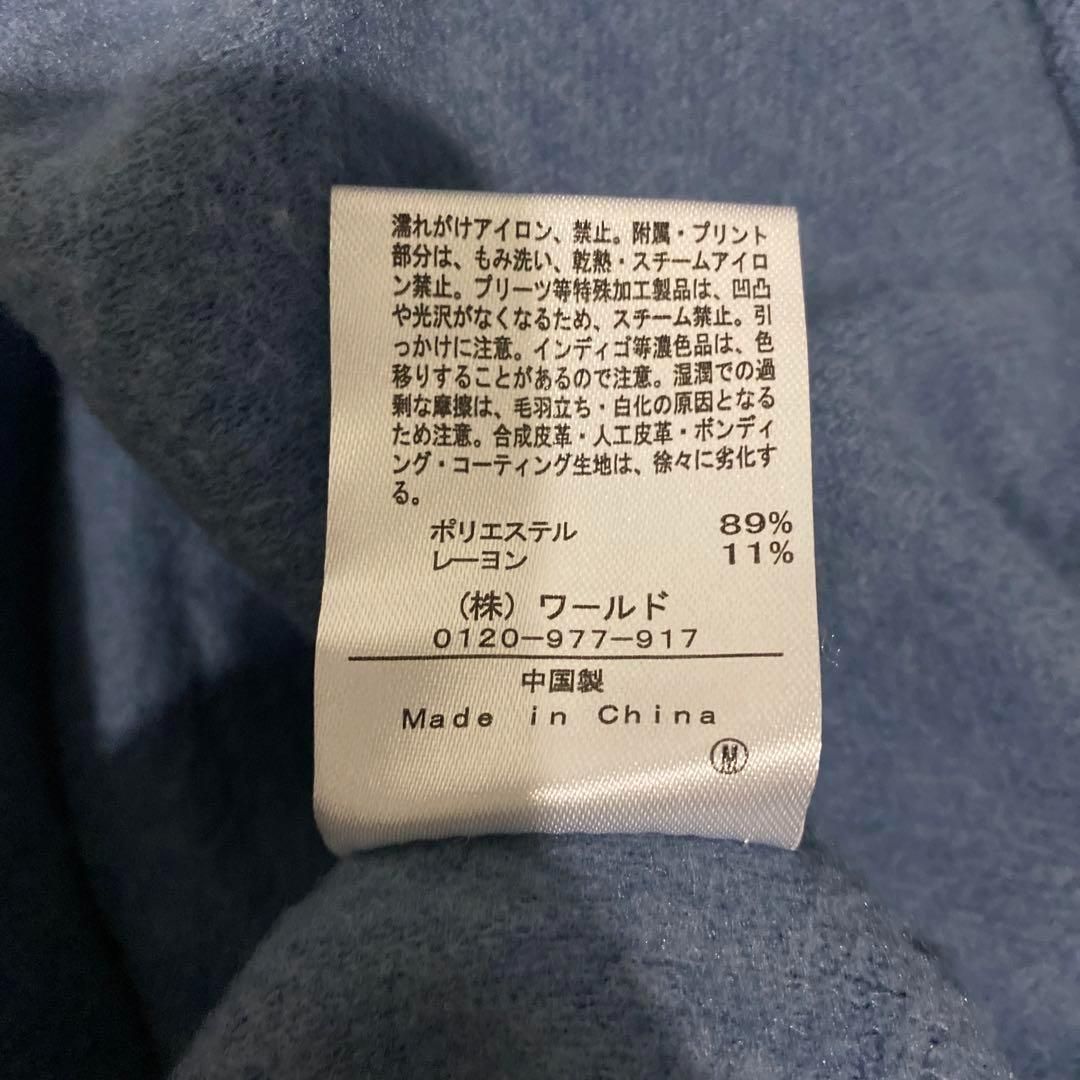 濡れがけアイロン、禁止。附属・プリント
部分は、もみ洗い、乾熱・スチームアイロ
ン禁止。プリーツ等特殊加工製品は、凹凸
や光沢がなくなるため、スチーム禁止。引
っかけに注意。インディゴ等濃色品は、色
移りすることがあるので注意。湿潤での過
剰な摩擦は、毛羽立ち・白化の原因となる
ため注意。合成皮革・人工皮革・ボンディ
ング・コーティング生地は、徐々に劣化す
る。
ポリエステル 89%
レーヨン 11%
(株)ワールド
0120-977-917
中国製
Made in China
Ⓜ